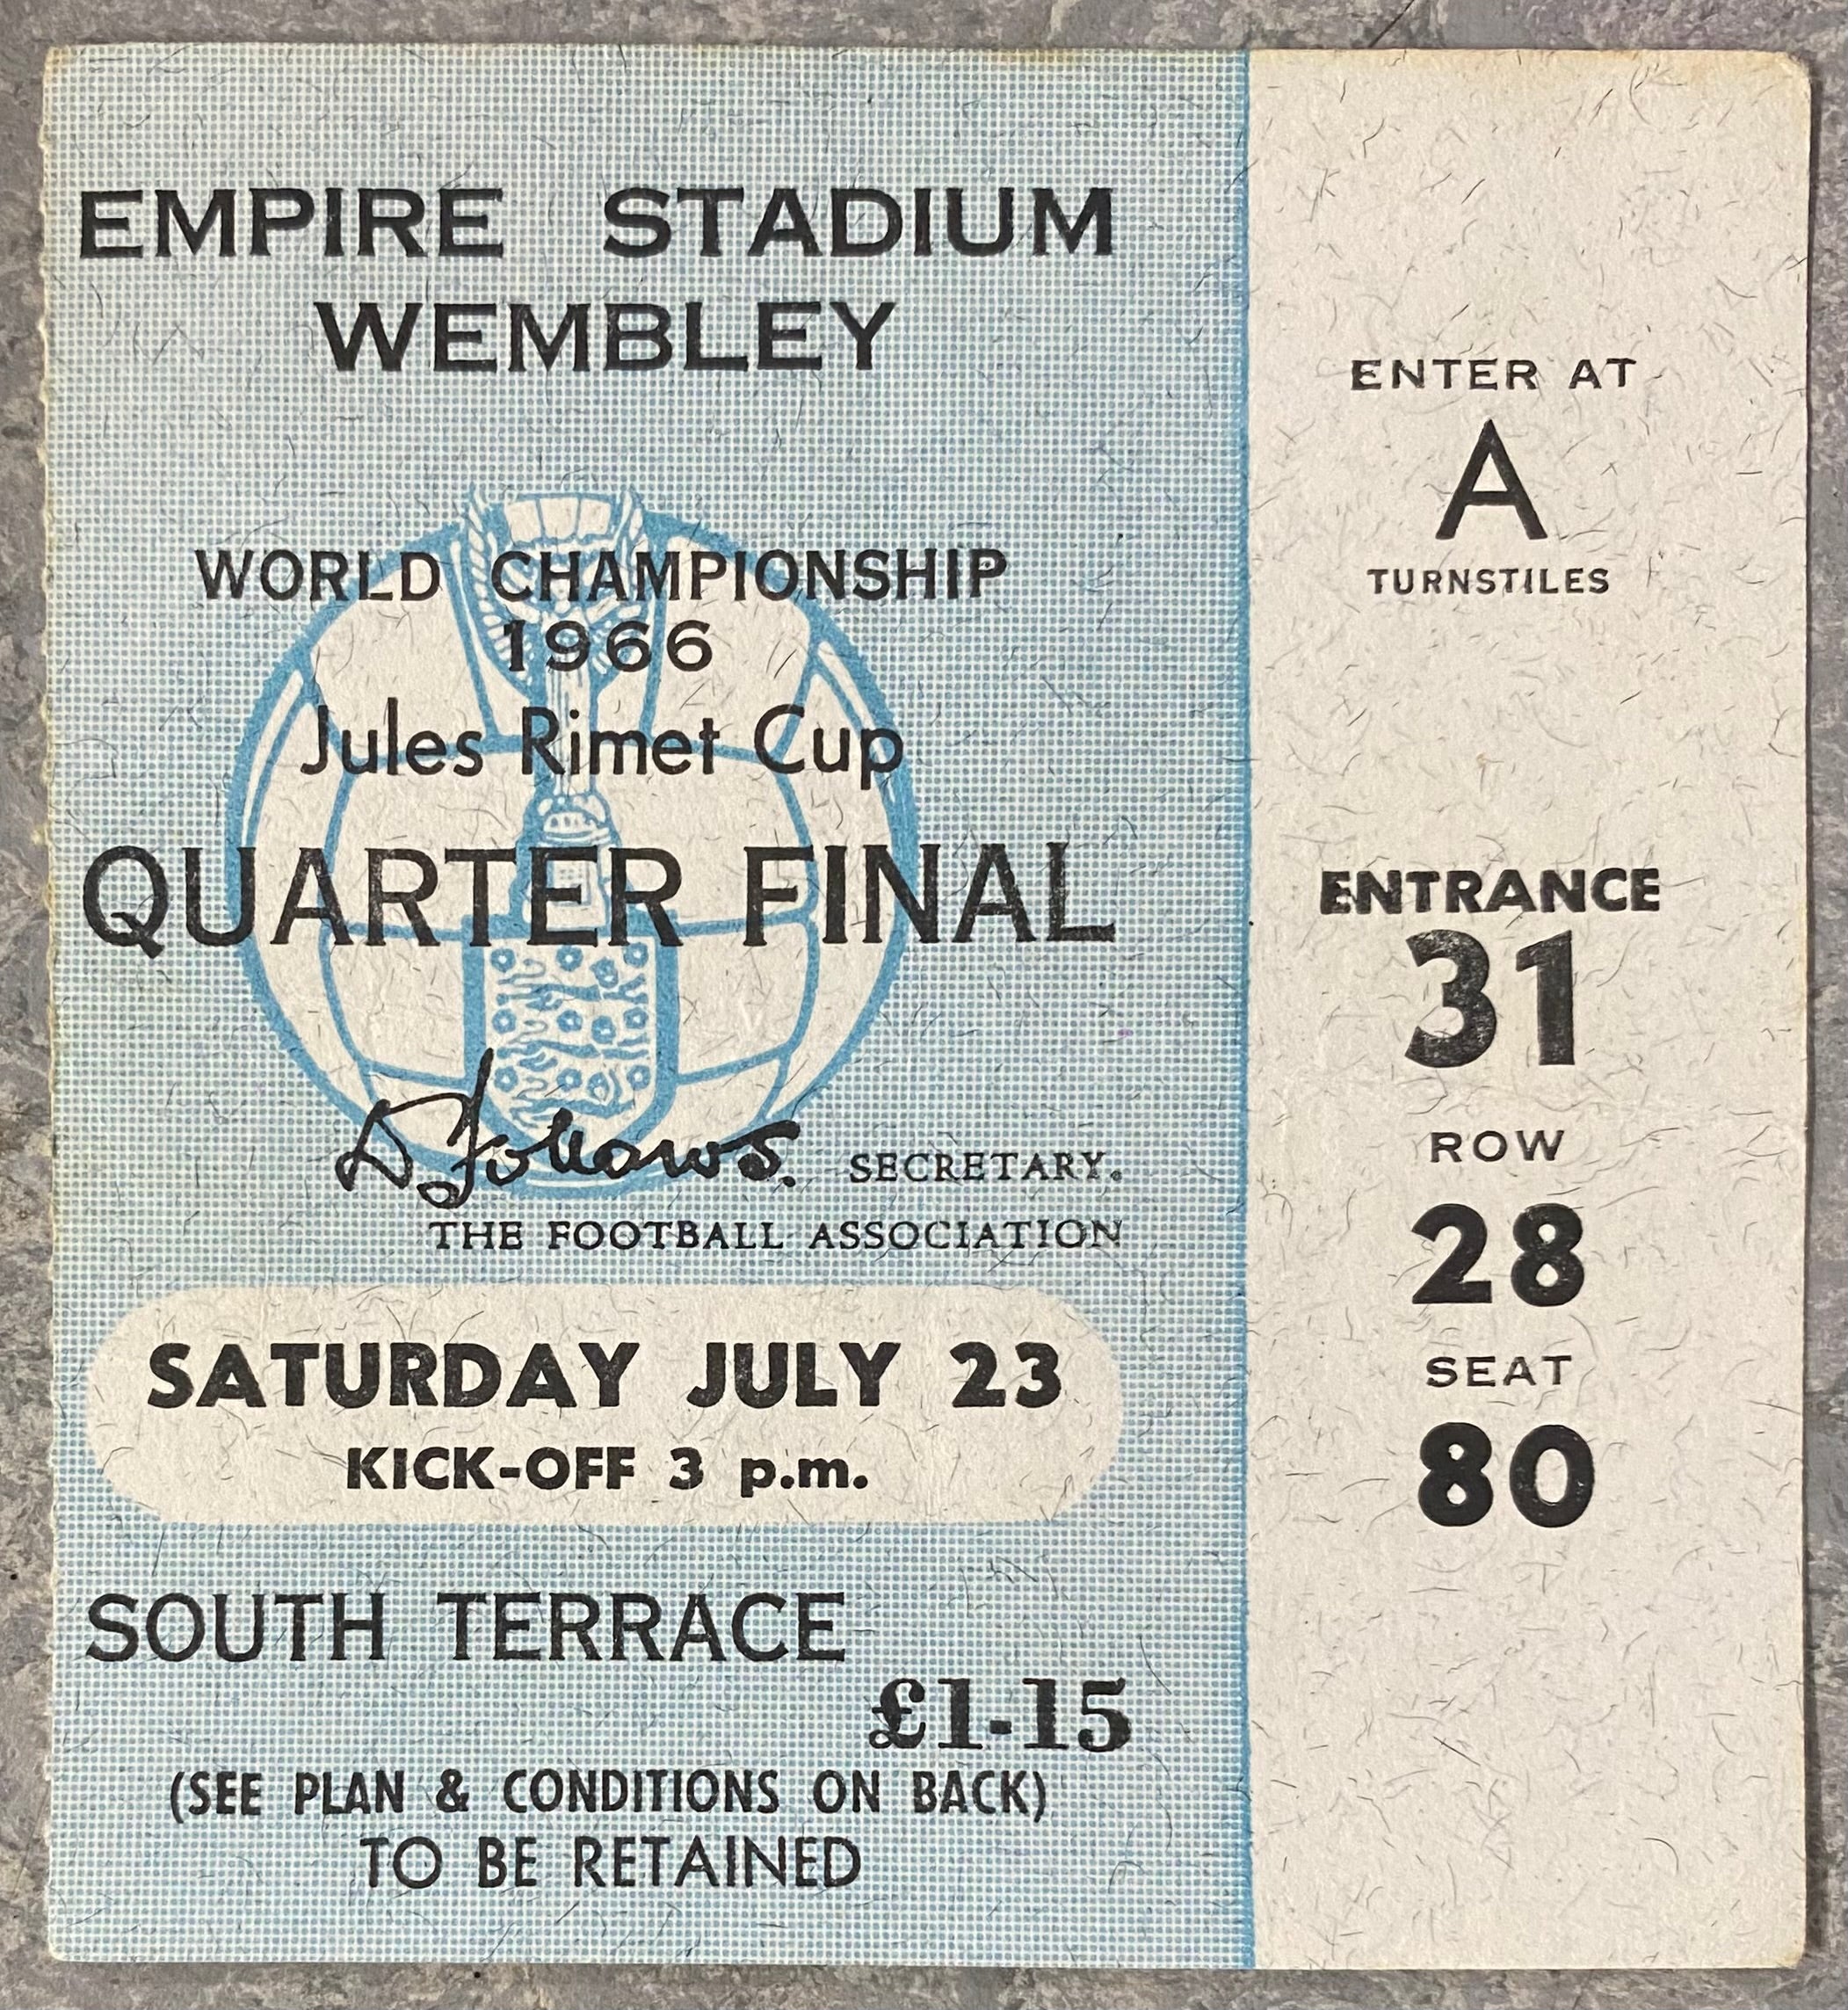 EMPIRE STADIUM
WEMBLEY
WORLD CHAMPIONSHIP
1966
Jules Rimet Cup
QUARTER FINAL
D Follows. SECRETARY.
THE FOOTBALL ASSOCIATION
SATURDAY JULY 23
KICK-OFF 3 p.m.
SOUTH TERRACE
£1-15
(SEE PLAN & CONDITIONS ON BACK)
TO BE RETAINED
ENTER AT
A
TURNSTILES
ENTRANCE
31
ROW
28
SEAT
80